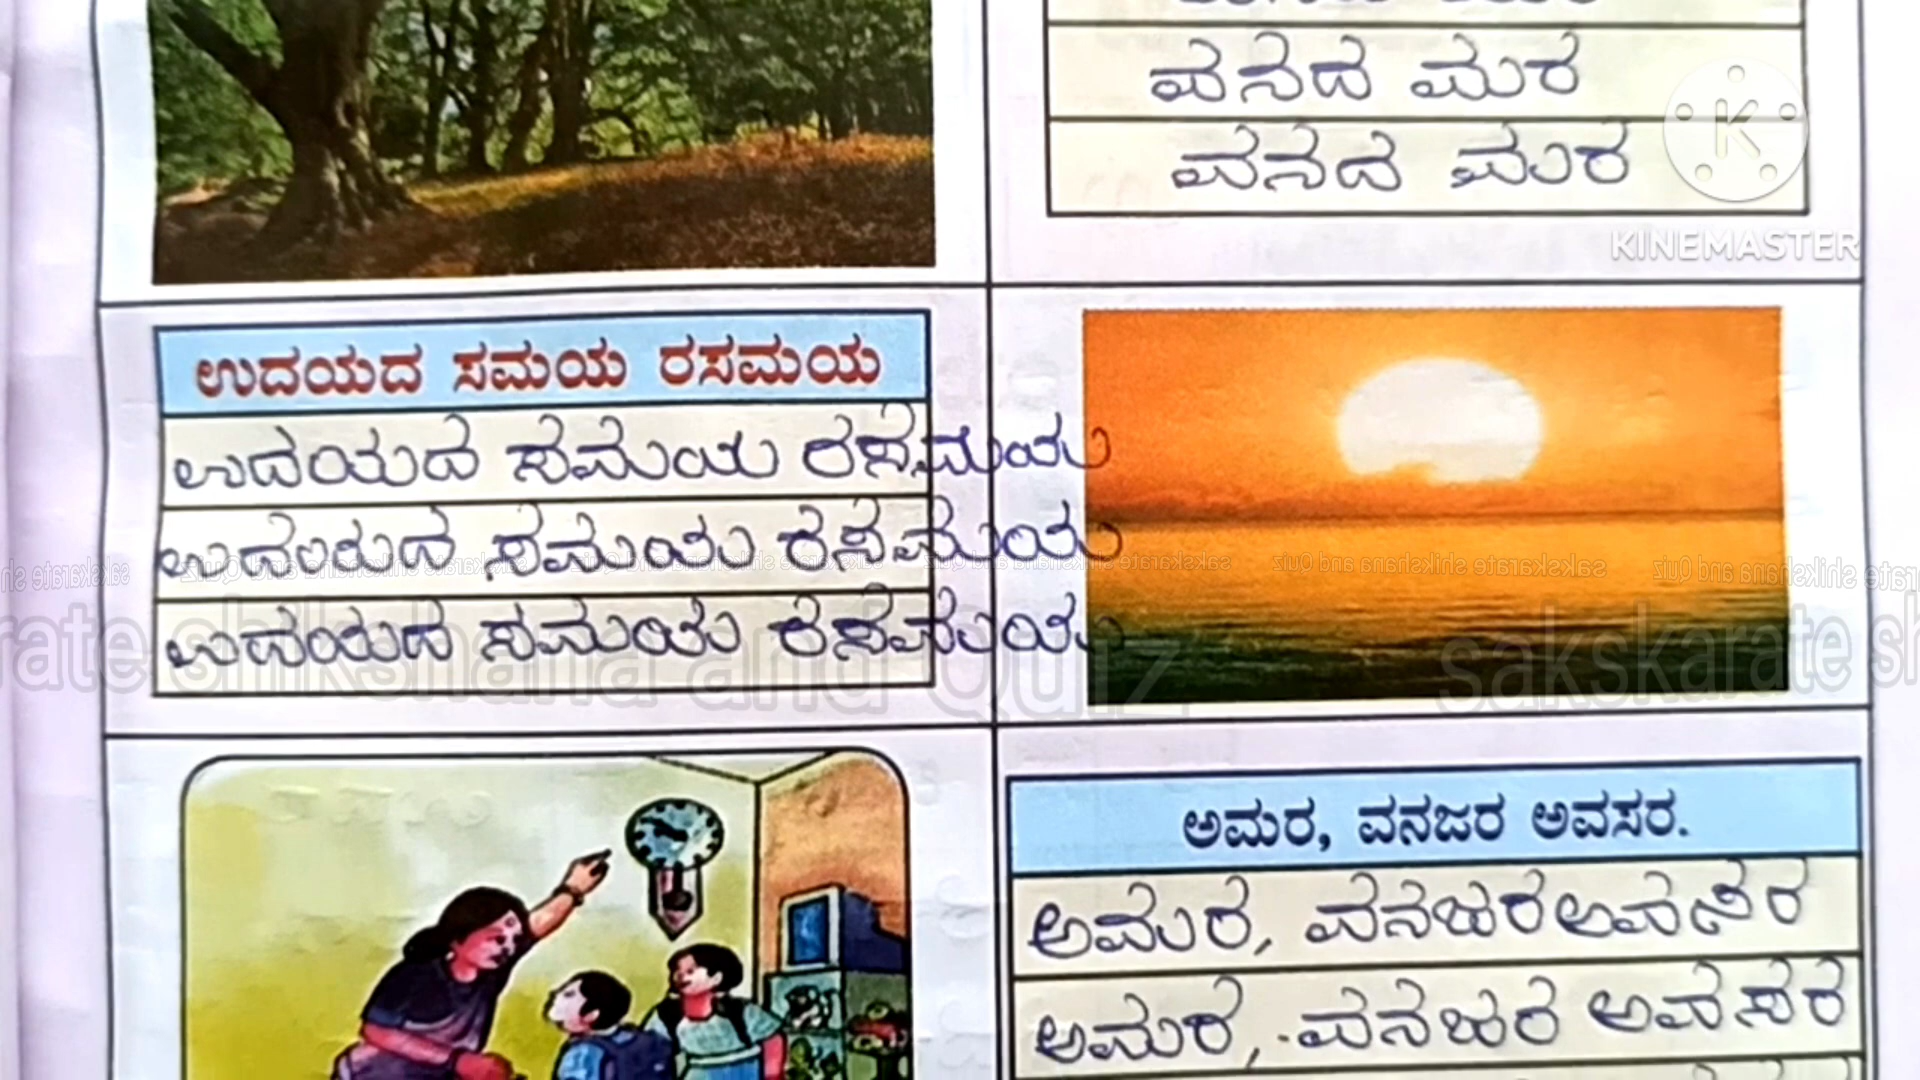 ವನದ ಮರ
ವನದ ಮರ
KINEMASTER
ಉದಯದ ಸಮಯ ರಸಮಯ
ಉದಯದ ಸಮಯ ರಸಮಯ
ಉದಯದ ಸಮಯ ರಸಮಯ
ಉದಯದ ಸಮಯ ರಸಮಯ
sakskarate shikshana and Quiz
ಅಮರ, ವನಜರ ಅವಸರ.
ಅಮರ, ವನಜರ ಅವಸರ
ಅಮರ, ವನಜರ ಅವಸರ